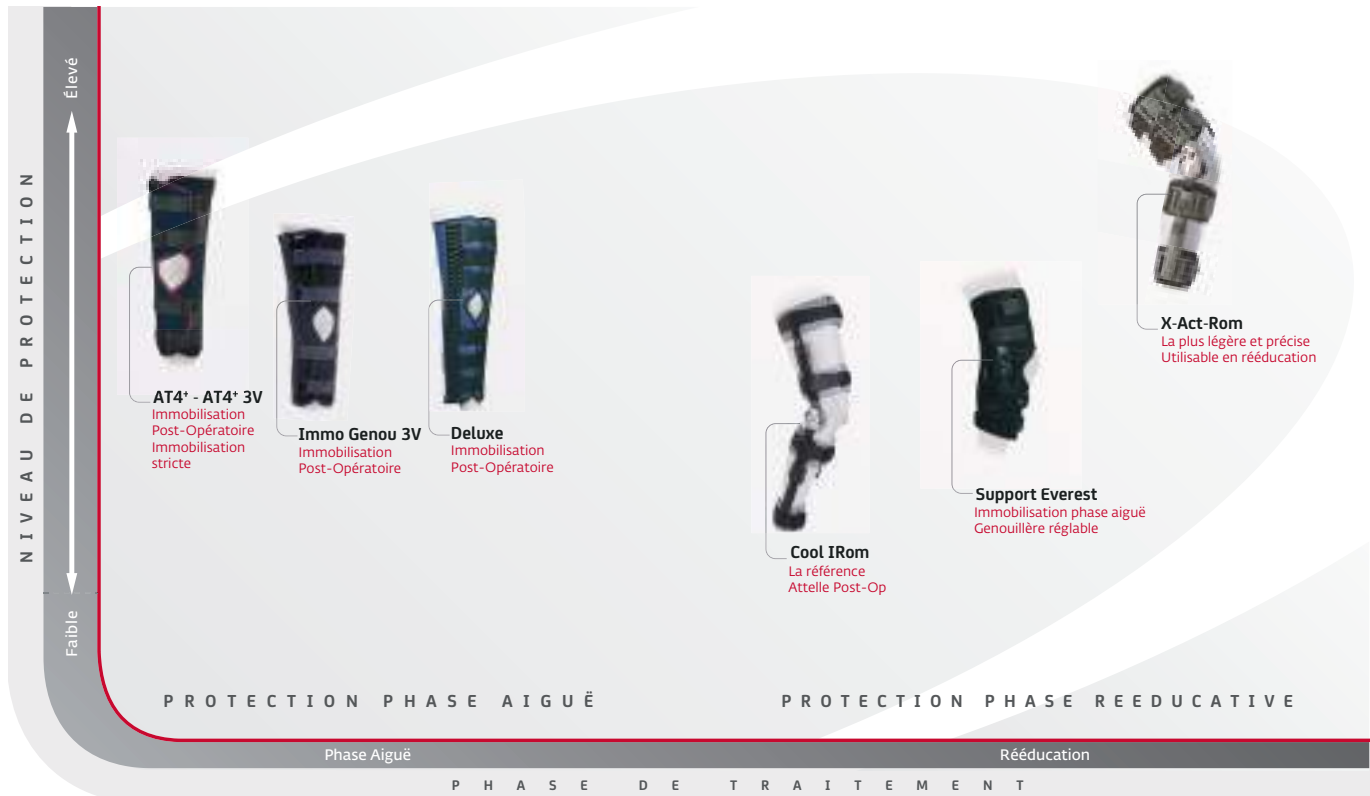 NIVEAU DE PROTECTION
Élevé
Faible
AT4⁺ - AT4⁺ 3V
Immobilisation
Post-Opératoire
Immobilisation
stricte
Immo Genou 3V
Immobilisation
Post-Opératoire
Deluxe
Immobilisation
Post-Opératoire
Cool IRom
La référence
Attelle Post-Op
Support Everest
Immobilisation phase aiguë
Genouillère réglable
X-Act-Rom
La plus légère et précise
Utilisable en rééducation
PROTECTION PHASE AIGUË
PROTECTION PHASE REEDUCATIVE
Phase Aiguë
Rééducation
PHASE DE TRAITEMENT